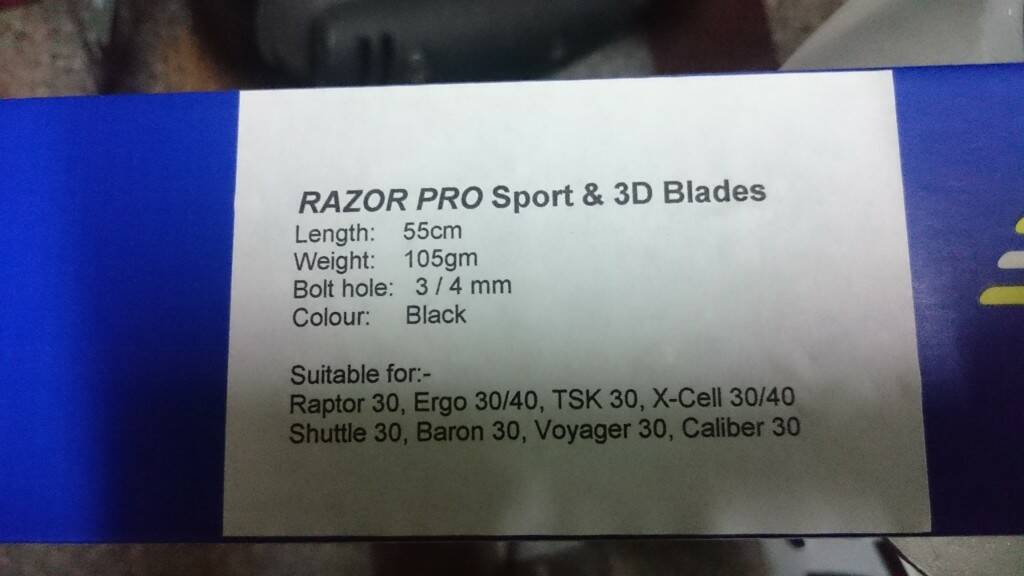 RAZOR PRO Sport & 3D Blades
Length: 55cm
Weight: 105gm
Bolt hole: 3 / 4 mm
Colour: Black
Suitable for:-
Raptor 30, Ergo 30/40, TSK 30, X-Cell 30/40
Shuttle 30, Baron 30, Voyager 30, Caliber 30